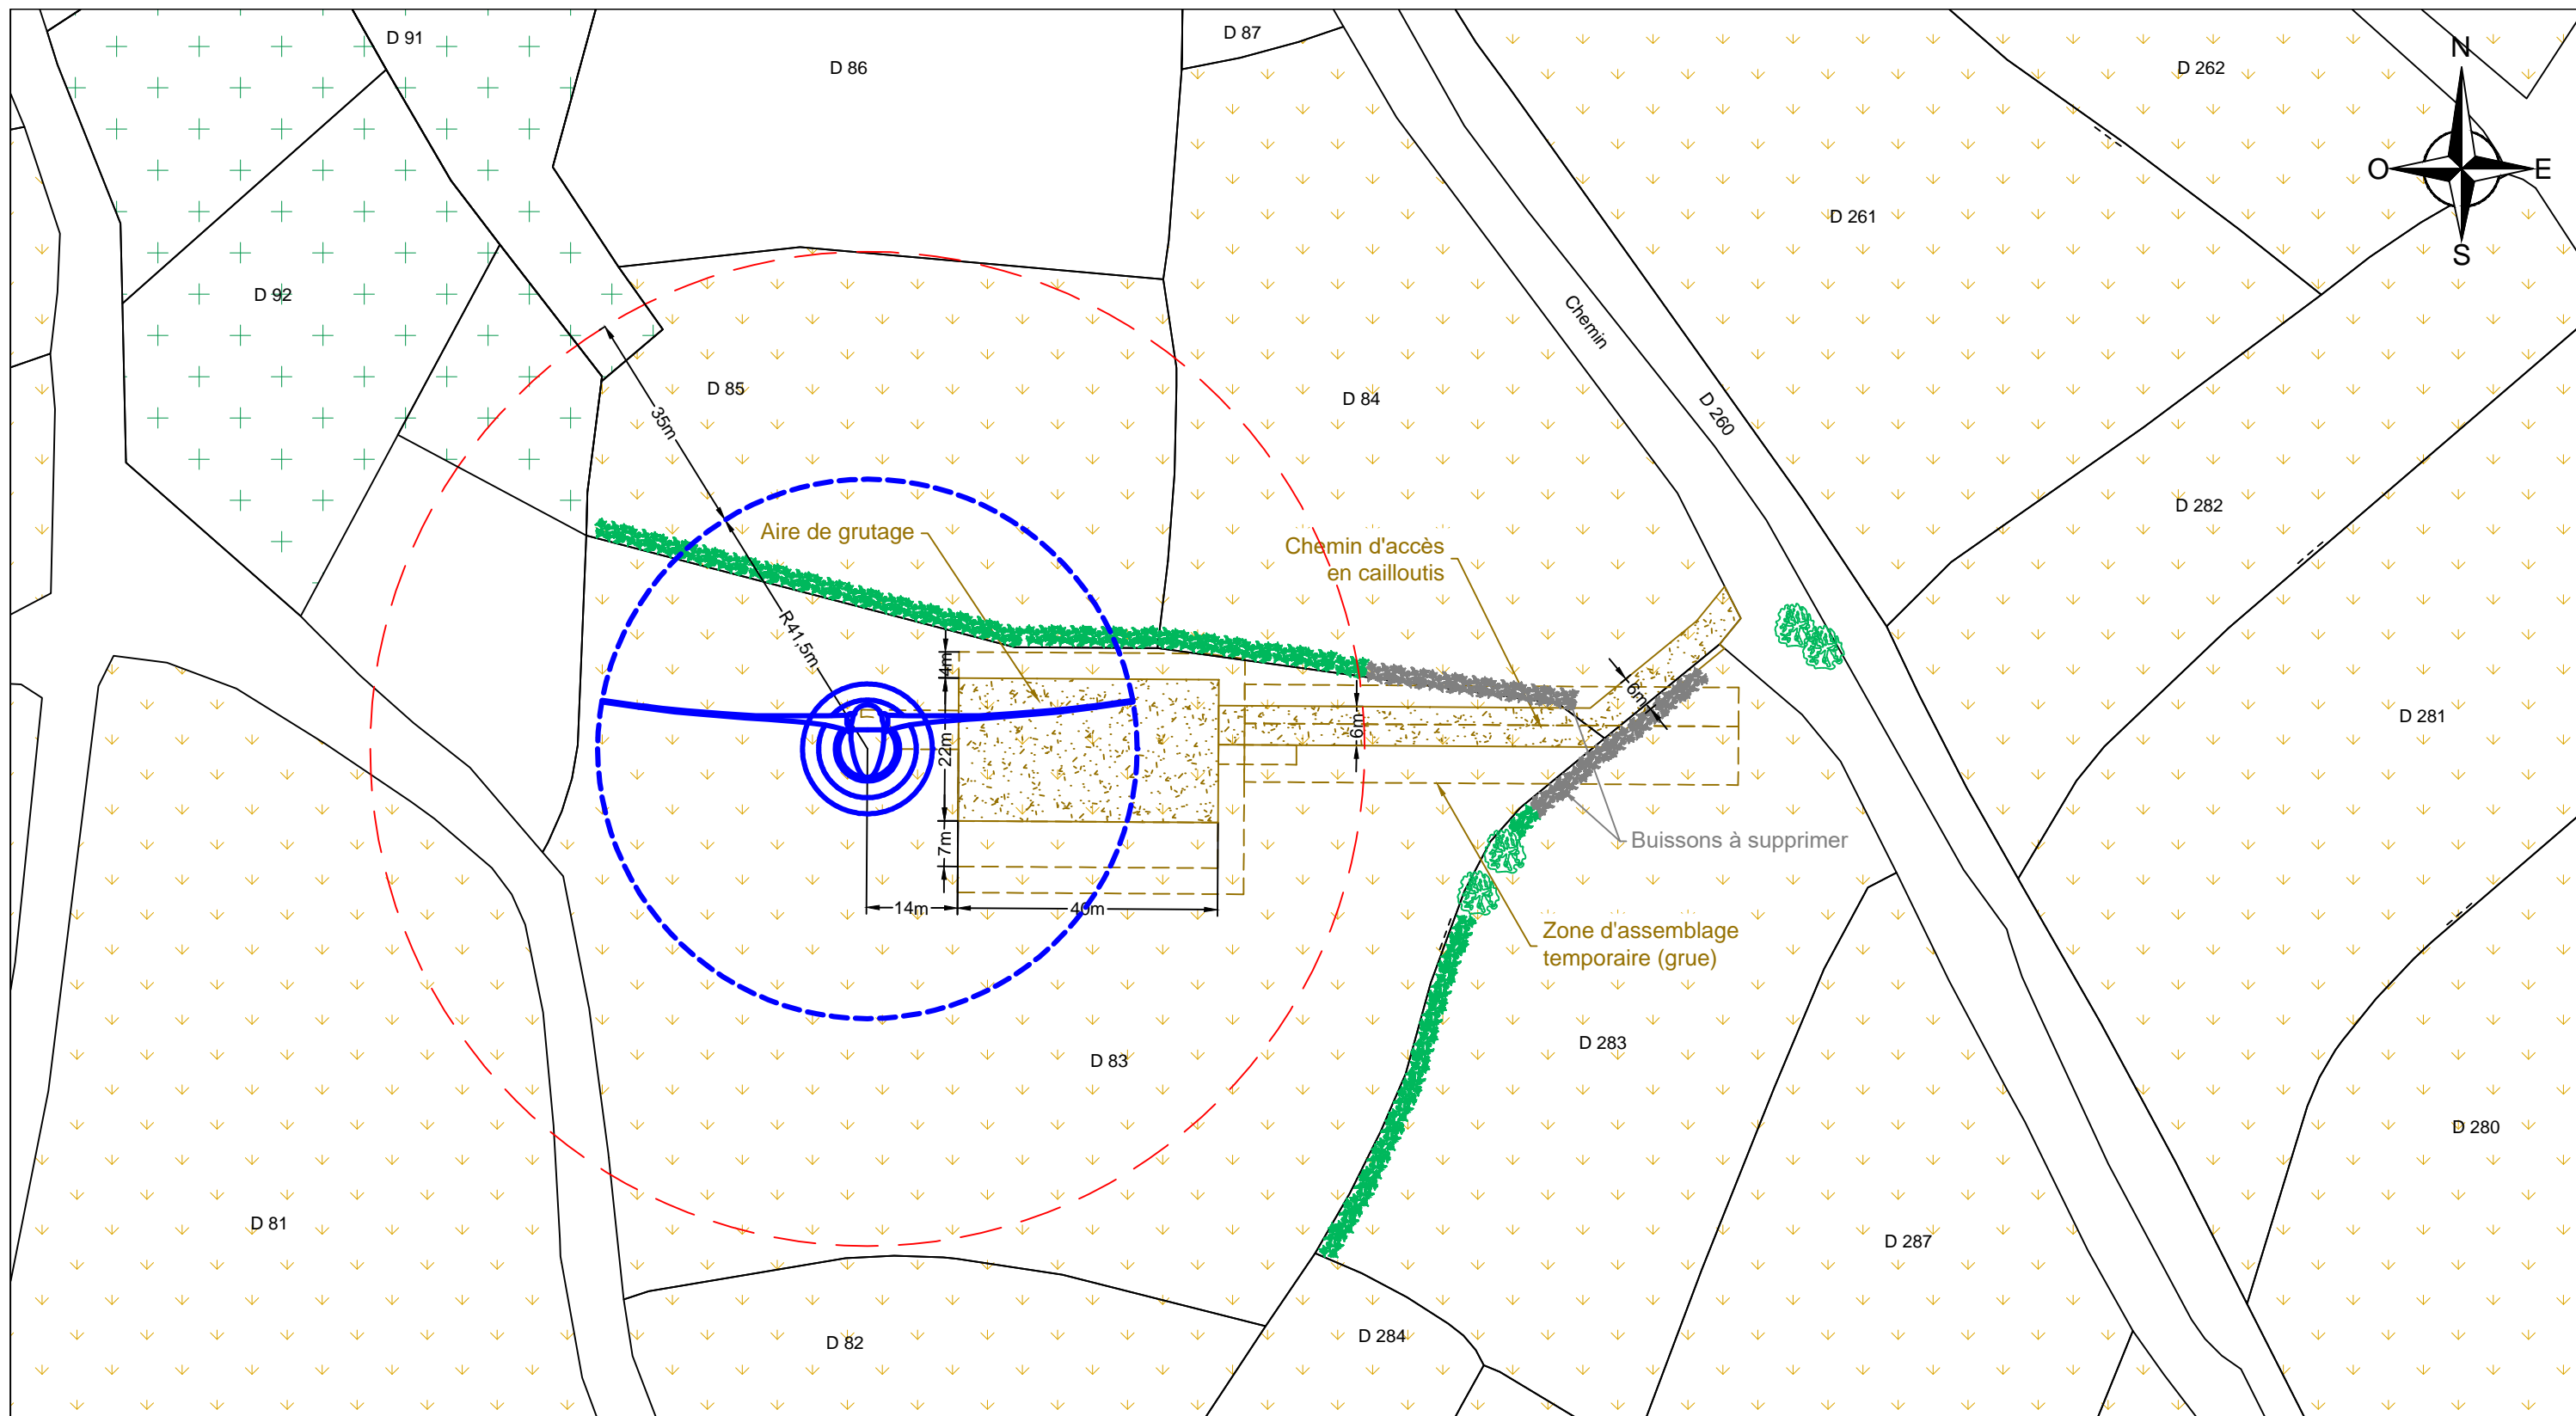 D 91
D 86
D 87
D 262
N
O
E
S
D 261
D 92
Chemin
D 85
D 84
D 260
35m
D 282
Aire de grutage
Chemin d'accès
en cailloutis
R41,5m
4m
6m
6m
22m
D 281
7m
Buissons à supprimer
14m
40m
Zone d'assemblage
temporaire (grue)
D 83
D 283
D 280
D 81
D 287
D 82
D 284